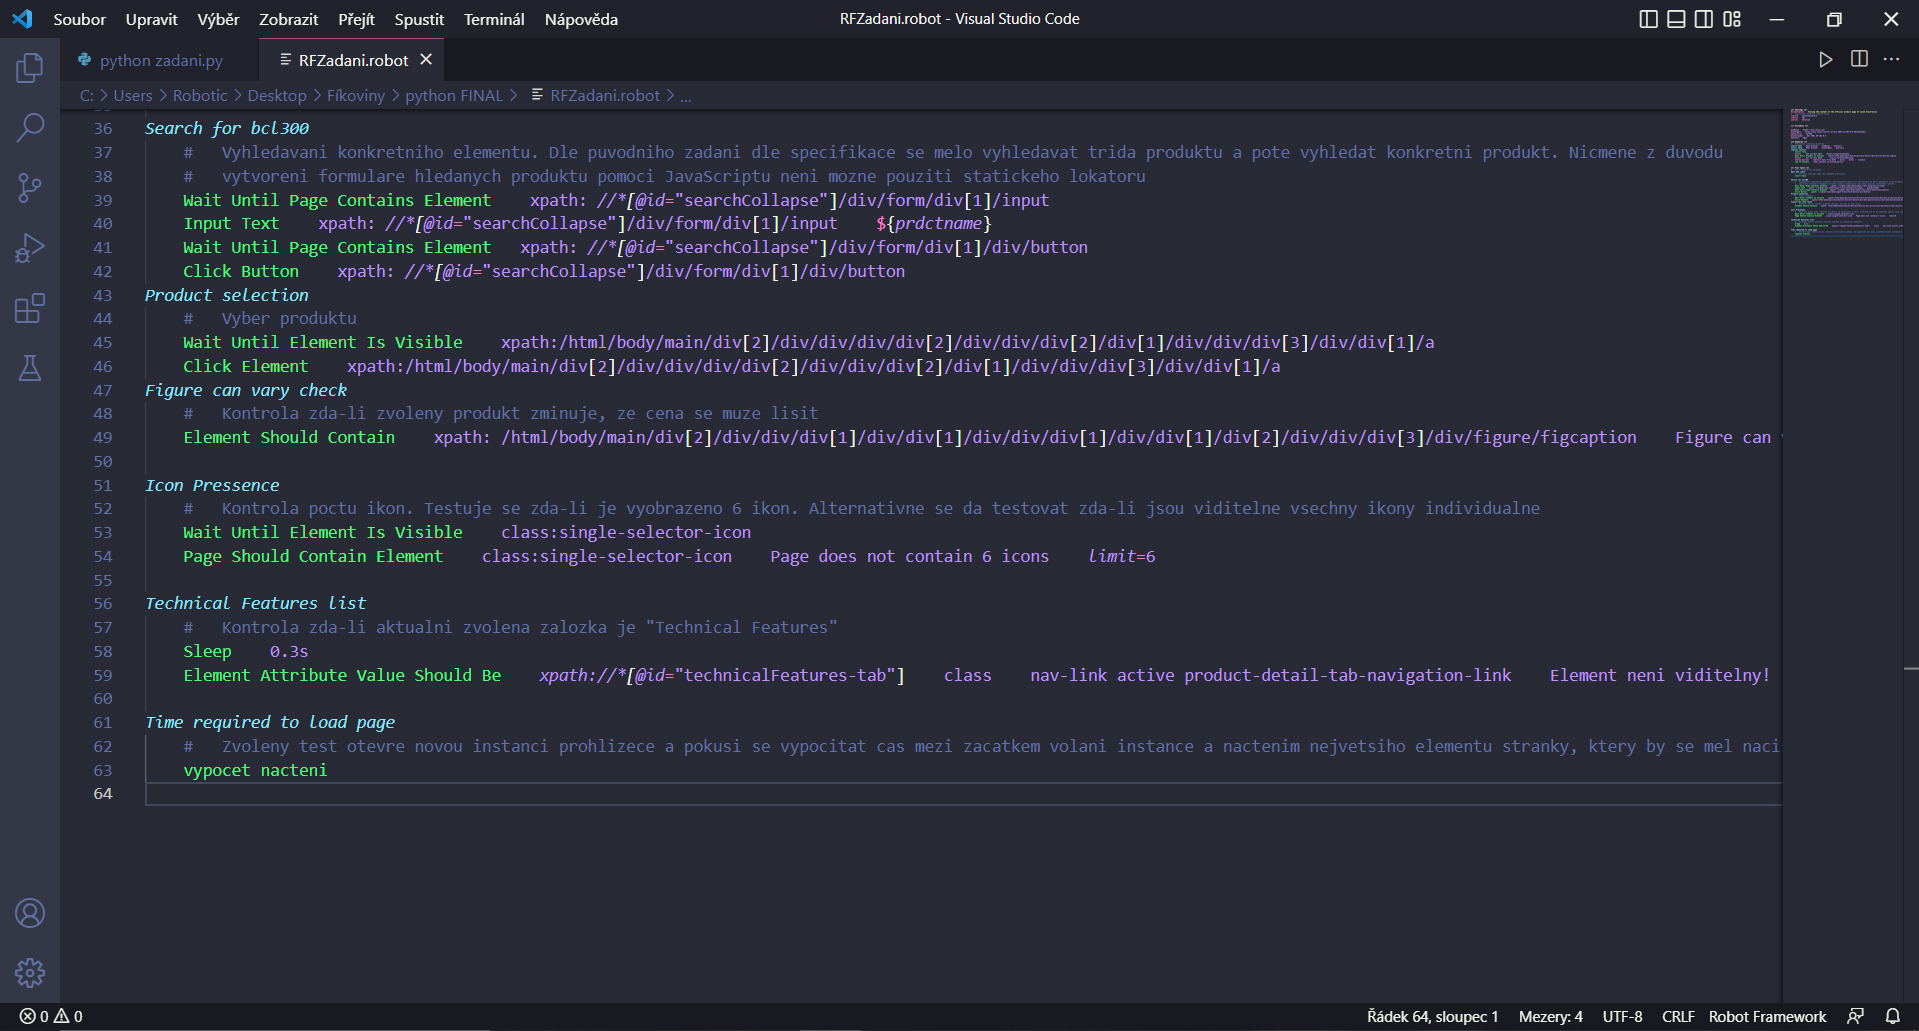 Soubor Upravit Výběr Zobrazit Přejít Spustit Terminál Nápověda RFZadani.robot - Visual Studio Code
python zadani.py RFZadani.robot
C: > Users > Robotic > Desktop > Fíkoviny > python FINAL > RFZadani.robot > ...
36 Search for bcl300
37 # Vyhledavani konkretniho elementu. Dle puvodniho zadani dle specifikace se melo vyhledavat trida produktu a pote vyhledat konkretni produkt. Nicmene z duvodu
38 # vytvoreni formulare hledanych produktu pomoci JavaScriptu neni mozne pouziti statickeho lokatoru
39 Wait Until Page Contains Element xpath: //*[@id="searchCollapse"]/div/form/div[1]/input
40 Input Text xpath: //*[@id="searchCollapse"]/div/form/div[1]/input ${prdctname}
41 Wait Until Page Contains Element xpath: //*[@id="searchCollapse"]/div/form/div[1]/div/button
42 Click Button xpath: //*[@id="searchCollapse"]/div/form/div[1]/div/button
43 Product selection
44 # Vyber produktu
45 Wait Until Element Is Visible xpath:/html/body/main/div[2]/div/div/div/div[2]/div/div/div[2]/div[1]/div/div/div[3]/div/div[1]/a
46 Click Element xpath:/html/body/main/div[2]/div/div/div/div[2]/div/div/div[2]/div[1]/div/div/div[3]/div/div[1]/a
47 Figure can vary check
48 # Kontrola zda-li zvoleny produkt zminuje, ze cena se muze lisit
49 Element Should Contain xpath: /html/body/main/div[2]/div/div/div[1]/div/div[1]/div/div/div[1]/div/div[1]/div[2]/div/div/div[3]/div/figure/figcaption Figure can
50
51 Icon Pressence
52 # Kontrola poctu ikon. Testuje se zda-li je vyobrazeno 6 ikon. Alternativne se da testovat zda-li jsou viditelne vsechny ikony individualne
53 Wait Until Element Is Visible class:single-selector-icon
54 Page Should Contain Element class:single-selector-icon Page does not contain 6 icons limit=6
55
56 Technical Features list
57 # Kontrola zda-li aktualni zvolena zalozka je "Technical Features"
58 Sleep 0.3s
59 Element Attribute Value Should Be xpath://*[@id="technicalFeatures-tab"] class nav-link active product-detail-tab-navigation-link Element neni viditelny!
60
61 Time required to load page
62 # Zvoleny test otevre novou instanci prohlizece a pokusi se vypocitat cas mezi zacatkem volani instance a nactenim nejvetsiho elementu stranky, ktery by se mel naci
63 vypocet nacteni
64
0 0 Řádek 64, sloupec 1 Mezery: 4 UTF-8 CRLF Robot Framework